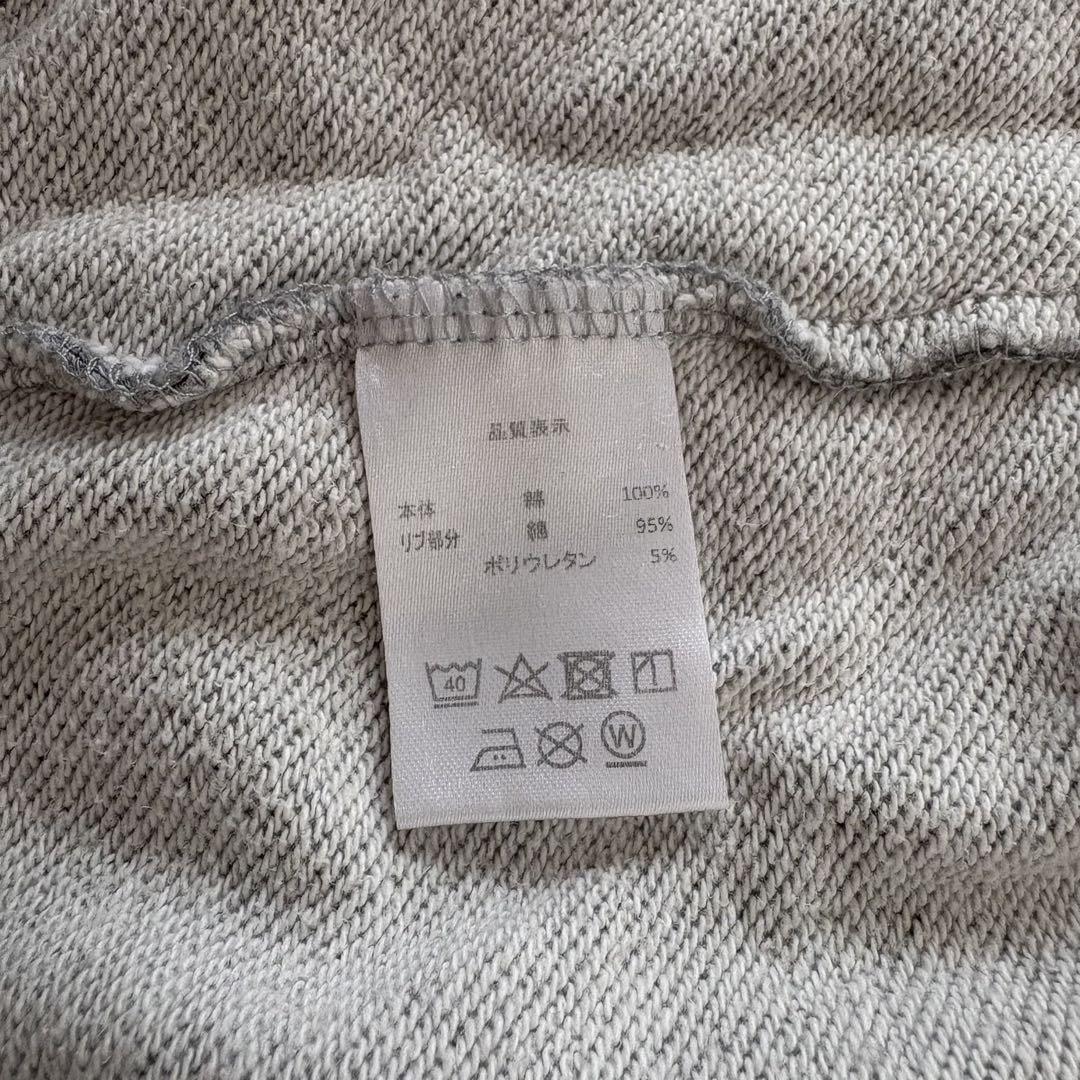 品質表示
本体 綿 100%
リブ部分 綿 95%
ポリウレタン 5%
40
W